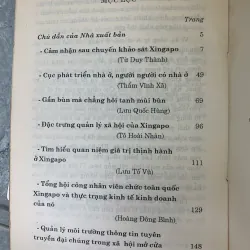 MỤC LỤC
Trang
Chú dẫn của Nhà xuất bản 5
- Cảm nhận sau chuyến khảo sát Xingapo 7
(Từ Duy Thành)
- Cục phát triển nhà ở, người người có nhà ở 49
(Thẩm Vĩnh Xã)
- Gần bùn mà chẳng hôi tanh mùi bùn 69
(Lưu Quốc Hùng)
- Độc trưng quản lý xã hội của Xingapo 96
(Tô Hoài Nhân)
- Tìm hiểu quan niệm giá trị thịnh hành
ở Xingapo 111
(Lưu Tố Vũ)
- Tổng hội công nhân viên chức toàn quốc
Xingapo và thực trạng kinh tế kinh doanh
của nó 129
(Hoàng Đông Bình)
- Quản lý môi trường thông tin tuyên
truyền đại chúng trong xã hội mở cửa
148